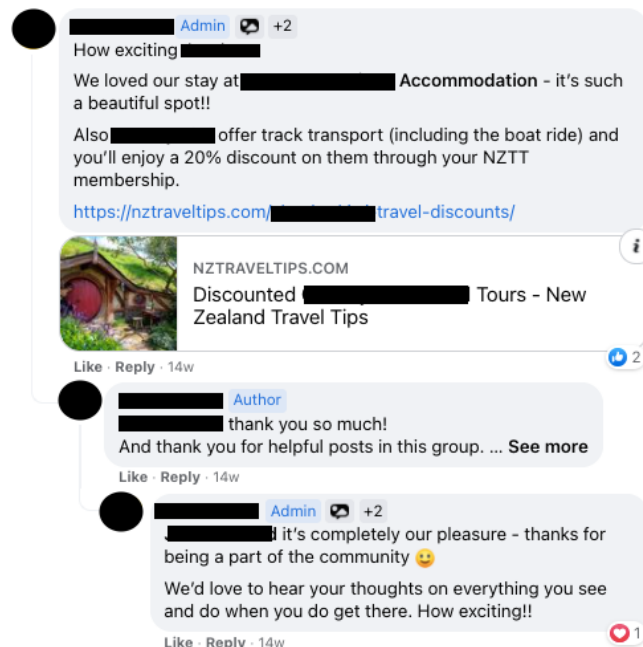 Admin +2
How exciting
We loved our stay at Accommodation - it's such
a beautiful spot!!
Also offer track transport (including the boat ride) and
you'll enjoy a 20% discount on them through your NZTT
membership.
https://nztraveltips.com/ travel-discounts/
NZTRAVELTIPS.COM
Discounted Tours - New
Zealand Travel Tips
Like · Reply · 14w
2
Author
thank you so much!
And thank you for helpful posts in this group. ... See more
Like · Reply · 14w
Admin +2
it's completely our pleasure - thanks for
being a part of the community 🙂
We'd love to hear your thoughts on everything you see
and do when you do get there. How exciting!!
1
Like · Reply · 14w